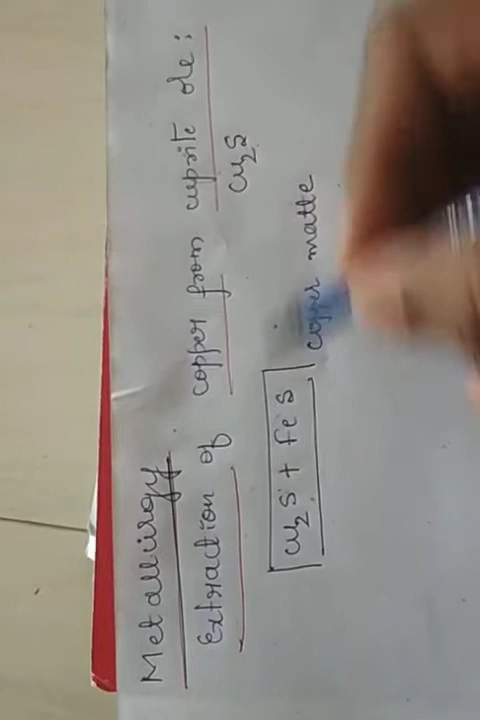 Metallurgy.
Extraction of copper from cuprite ore:
Cu2S
Cu2S + FeS
copper matte